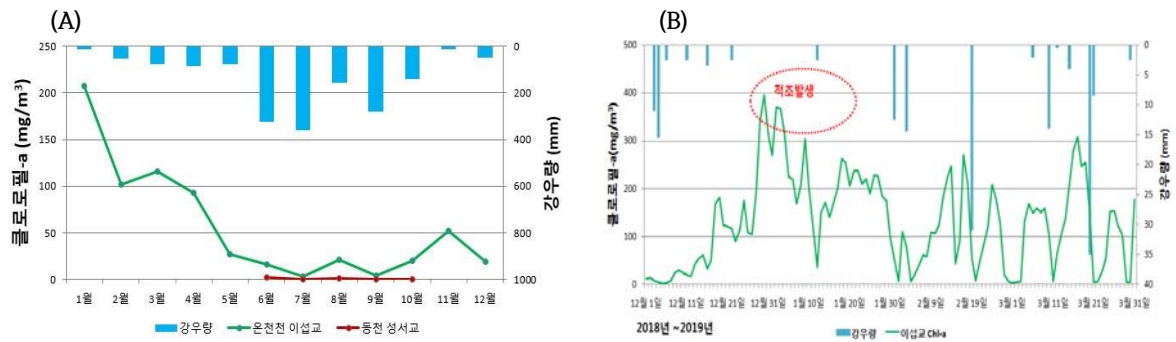 (A)
250 200 150 100 50 0
클로로필-a (mg/m³)
0 200 400 600 800 1000
강우량 (mm)
1월 2월 3월 4월 5월 6월 7월 8월 9월 10월 11월 12월
강우량 온천천 이섭교 동천 성서교
(B)
500 400 300 200 100 0
클로로필-a(mg/m³)
적조발생
0 5 10 15 20 25 30 35 40
강우량 (mm)
12월 1일 12월11일 12월21일 12월31일 1월10일 1월20일 1월30일 2월9일 2월19일 3월1일 3월11일 3월21일 3월31일
2018년 ~2019년
강우량 이섭교 Chl-a